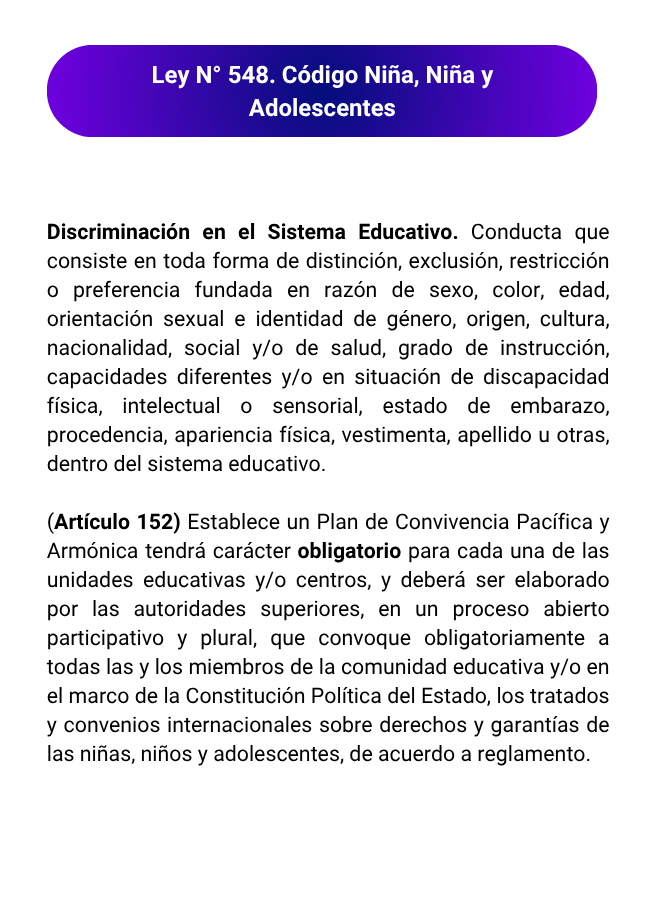 Ley N° 548. Código Niña, Niña y
Adolescentes
Discriminación en el Sistema Educativo. Conducta que
consiste en toda forma de distinción, exclusión, restricción
o preferencia fundada en razón de sexo, color, edad,
orientación sexual e identidad de género, origen, cultura,
nacionalidad, social y/o de salud, grado de instrucción,
capacidades diferentes y/o en situación de discapacidad
física, intelectual o sensorial, estado de embarazo,
procedencia, apariencia física, vestimenta, apellido u otras,
dentro del sistema educativo.
(Artículo 152) Establece un Plan de Convivencia Pacífica y
Armónica tendrá carácter obligatorio para cada una de las
unidades educativas y/o centros, y deberá ser elaborado
por las autoridades superiores, en un proceso abierto
participativo y plural, que convoque obligatoriamente a
todas las y los miembros de la comunidad educativa y/o en
el marco de la Constitución Política del Estado, los tratados
y convenios internacionales sobre derechos y garantías de
las niñas, niños y adolescentes, de acuerdo a reglamento.